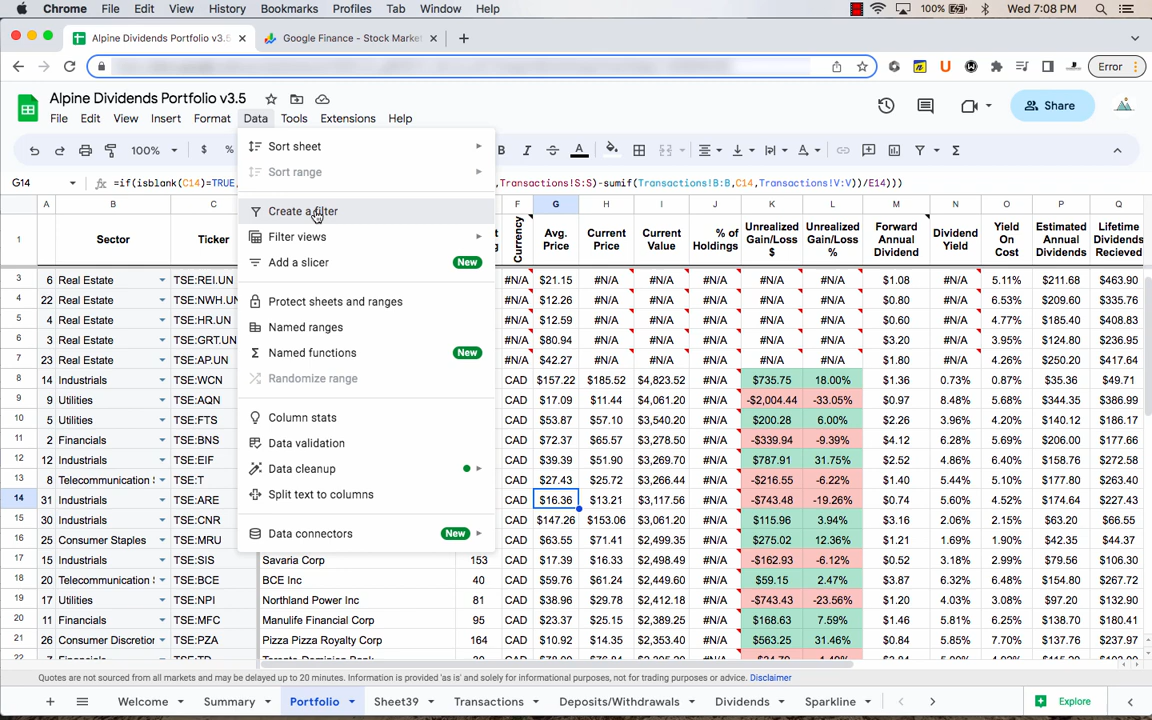 Chrome File Edit View History Bookmarks Profiles Tab Window Help 100% Wed 7:08 PM
Alpine Dividends Portfolio v3.5 Google Finance - Stock Market
Error
Alpine Dividends Portfolio v3.5
File Edit View Insert Format Data Tools Extensions Help
Share
100% $ % B I A
G14 fx =if(isblank(C14)=TRUE, ,Transactions!S:S)-sumif(Transactions!B:B,C14,Transactions!V:V))/E14)))
A B C F G H I J K L M N O P Q
1 Sector Ticker Currency Avg. Price Current Price Current Value % of Holdings Unrealized Gain/Loss $ Unrealized Gain/Loss % Forward Annual Dividend Dividend Yield Yield On Cost Estimated Annual Dividends Lifetime Dividends Recieved
3 6 Real Estate TSE:REI.UN #N/A $21.15 #N/A #N/A #N/A #N/A #N/A $1.08 #N/A 5.11% $211.68 $463.90
4 22 Real Estate TSE:NWH.UN #N/A $12.26 #N/A #N/A #N/A #N/A #N/A $0.80 #N/A 6.53% $209.60 $335.76
5 4 Real Estate TSE:HR.UN #N/A $12.59 #N/A #N/A #N/A #N/A #N/A $0.60 #N/A 4.77% $185.40 $408.83
6 3 Real Estate TSE:GRT.UN #N/A $80.94 #N/A #N/A #N/A #N/A #N/A $3.20 #N/A 3.95% $124.80 $236.95
7 23 Real Estate TSE:AP.UN #N/A $42.27 #N/A #N/A #N/A #N/A #N/A $1.80 #N/A 4.26% $250.20 $417.64
8 14 Industrials TSE:WCN CAD $157.22 $185.52 $4,823.52 #N/A $735.75 18.00% $1.36 0.73% 0.87% $35.36 $49.71
9 9 Utilities TSE:AQN CAD $17.09 $11.44 $4,061.20 #N/A -$2,004.44 -33.05% $0.97 8.48% 5.68% $344.35 $386.99
10 5 Utilities TSE:FTS CAD $53.87 $57.10 $3,540.20 #N/A $200.28 6.00% $2.26 3.96% 4.20% $140.12 $186.17
11 2 Financials TSE:BNS CAD $72.37 $65.57 $3,278.50 #N/A -$339.94 -9.39% $4.12 6.28% 5.69% $206.00 $177.66
12 12 Industrials TSE:EIF CAD $39.39 $51.90 $3,269.70 #N/A $787.91 31.75% $2.52 4.86% 6.40% $158.76 $272.58
13 8 Telecommunication TSE:T CAD $27.43 $25.72 $3,266.44 #N/A -$216.55 -6.22% $1.40 5.44% 5.10% $177.80 $263.40
14 31 Industrials TSE:ARE CAD $16.36 $13.21 $3,117.56 #N/A -$743.48 -19.26% $0.74 5.60% 4.52% $174.64 $227.43
15 30 Industrials TSE:CNR CAD $147.26 $153.06 $3,061.20 #N/A $115.96 3.94% $3.16 2.06% 2.15% $63.20 $66.55
16 25 Consumer Staples TSE:MRU CAD $63.55 $71.41 $2,499.35 #N/A $275.02 12.36% $1.21 1.69% 1.90% $42.35 $44.37
17 15 Industrials TSE:SIS Savaria Corp 153 CAD $17.39 $16.33 $2,498.49 #N/A -$162.93 -6.12% $0.52 3.18% 2.99% $79.56 $106.30
18 20 Telecommunication TSE:BCE BCE Inc 40 CAD $59.76 $61.24 $2,449.60 #N/A $59.15 2.47% $3.87 6.32% 6.48% $154.80 $267.72
19 17 Utilities TSE:NPI Northland Power Inc 81 CAD $38.96 $29.78 $2,412.18 #N/A -$743.43 -23.56% $1.20 4.03% 3.08% $97.20 $132.90
20 11 Financials TSE:MFC Manulife Financial Corp 95 CAD $23.37 $25.15 $2,389.25 #N/A $168.63 7.59% $1.46 5.81% 6.25% $138.70 $180.41
21 26 Consumer Discretion TSE:PZA Pizza Pizza Royalty Corp 164 CAD $10.92 $14.35 $2,353.40 #N/A $563.25 31.46% $0.84 5.85% 7.70% $137.76 $237.97
22
Sort sheet
Sort range
Create a filter
Filter views
Add a slicer New
Protect sheets and ranges
Named ranges
Named functions New
Randomize range
Column stats
Data validation
Data cleanup
Split text to columns
Data connectors New
Quotes are not sourced from all markets and may be delayed up to 20 minutes. Information is provided 'as is' and solely for informational purposes, not for trading purposes or advice. Disclaimer
Welcome Summary Portfolio Sheet39 Transactions Deposits/Withdrawals Dividends Sparkline Explore